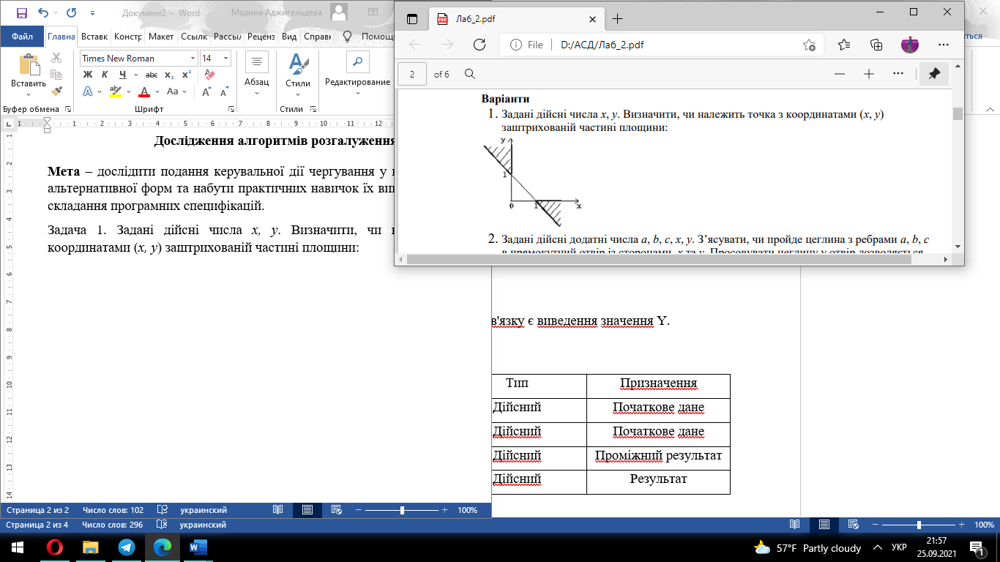 Документ2 - Word
Мадина Аджигельдева
Файл Главна Вставк Констр Макет Ссылк Рассыл Реценз Вид Справк Помощ
Вставить
Times New Roman 14
Ж К Ч abc x₂ x²
Aa
Абзац
Стили
Редактирование
Буфер обмена Шрифт Стили
Дослідження алгоритмів розгалуження
Мета – дослідити подання керувальної дії чергування у
альтернативної форм та набути практичних навичок їх
складання програмних специфікацій.
Задача 1. Задані дійсні числа x, y. Визначити, чи
координатами (x, y) заштрихованій частині площини:
Страница 2 из 2 Число слов: 102 украинский 100%
Лаб_2.pdf
File D:/АСД/Лаб_2.pdf
2 of 6
Варіанти
1. Задані дійсні числа x, y. Визначити, чи належить точка з координатами (x, y)
заштрихованій частині площини:
y
1
0 1 x
2. Задані дійсні додатні числа a, b, c, x, y. З’ясувати, чи пройде цеглина з ребрами a, b, c
в прямокутний отвір із сторонами x та y. Просовувати цеглину у отвір дозволяється
в'язку є виведення значення Y.
Тип Призначення
Дійсний Початкове дане
Дійсний Початкове дане
Дійсний Проміжний результат
Дійсний Результат
Страница 2 из 4 Число слов: 296 украинский 100%
57°F Partly cloudy УКР 21:57
25.09.2021
1